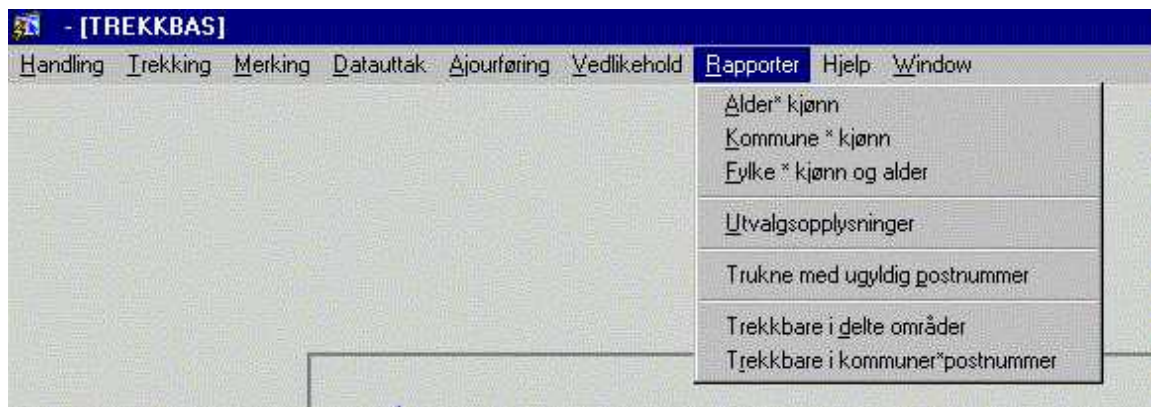 - [TREKKBAS]
Handling Trekking Merking Datauttak Ajourføring Vedlikehold Rapporter Hjelp Window
Alder* kjønn
Kommune * kjønn
Fylke * kjønn og alder
Utvalgsopplysninger
Trukne med ugyldig postnummer
Trekkbare i delte områder
Trekkbare i kommuner*postnummer